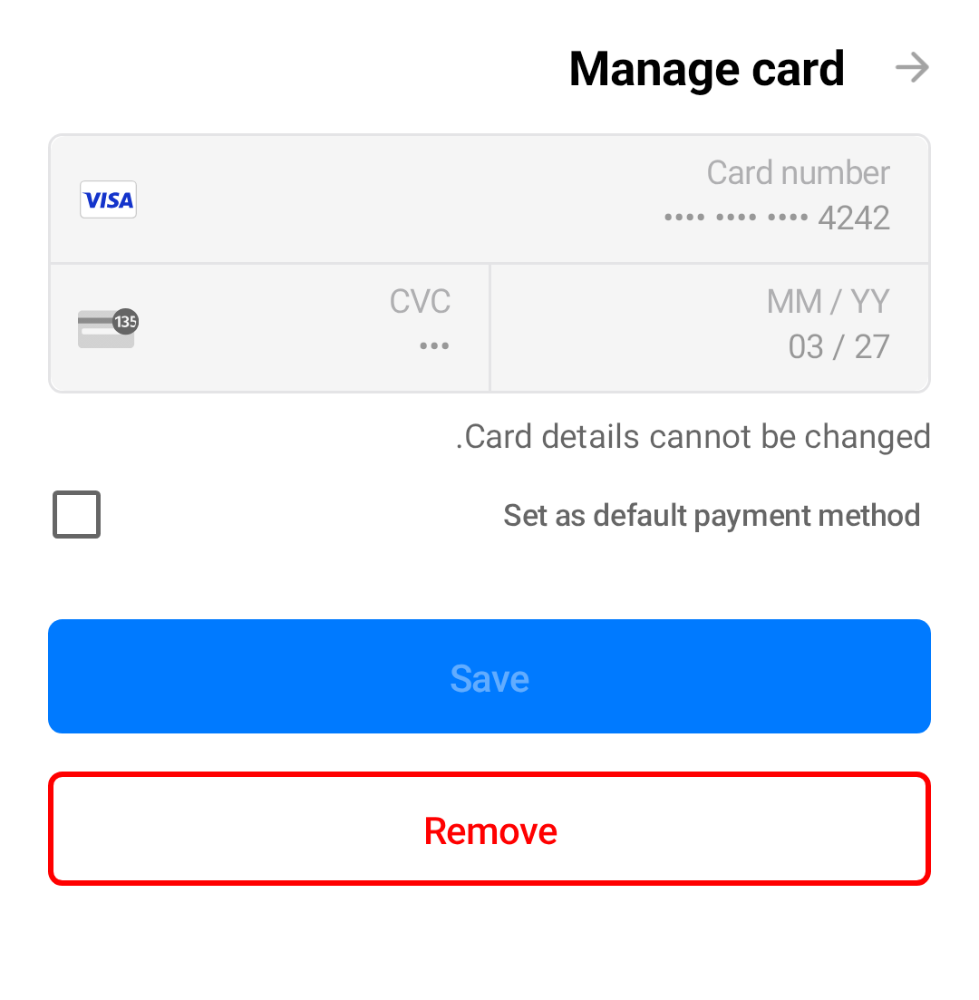 Manage card
Card number
VISA
•••• •••• •••• 4242
MM / YY
03 / 27
CVC
135
•••
.Card details cannot be changed
Set as default payment method
Save
Remove